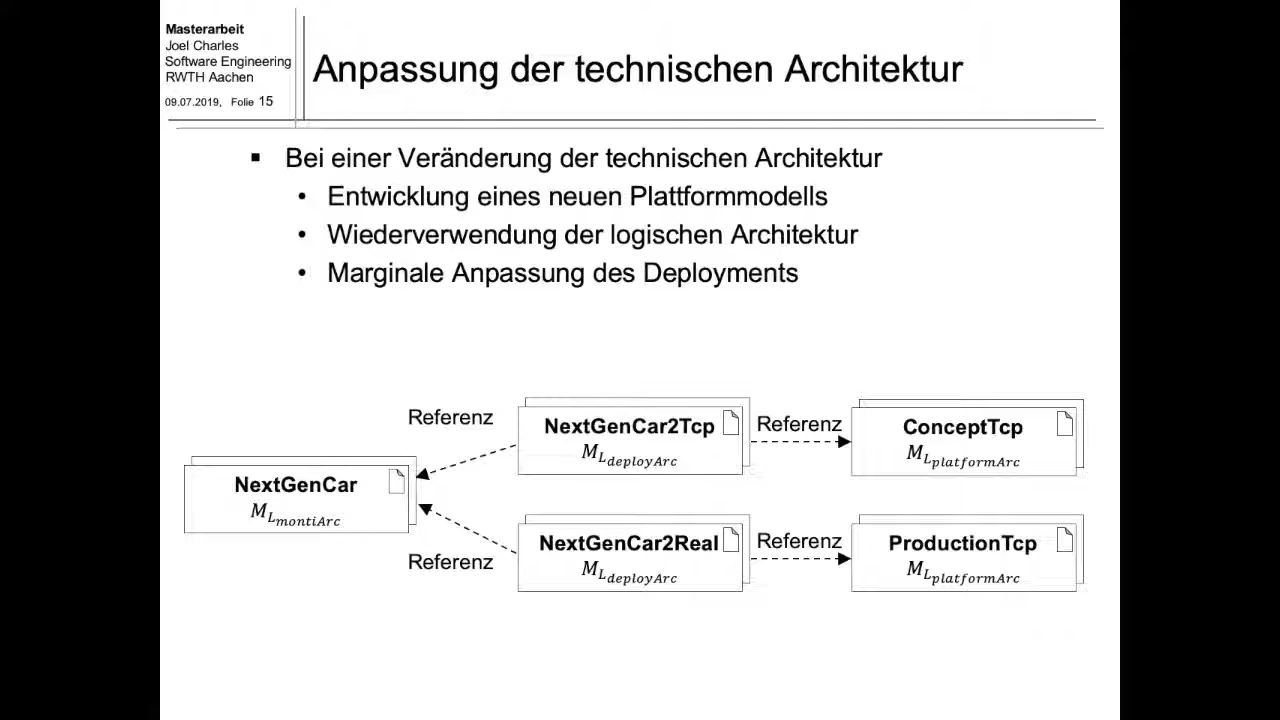 Masterarbeit
Joel Charles
Software Engineering
RWTH Aachen
09.07.2019, Folie 15
Anpassung der technischen Architektur
▪ Bei einer Veränderung der technischen Architektur
• Entwicklung eines neuen Plattformmodells
• Wiederverwendung der logischen Architektur
• Marginale Anpassung des Deployments
Referenz
NextGenCar2Tcp
M_{L_{deployArc}}
Referenz
ConceptTcp
M_{L_{platformArc}}
NextGenCar
M_{L_{montiArc}}
Referenz
NextGenCar2Real
M_{L_{deployArc}}
Referenz
ProductionTcp
M_{L_{platformArc}}